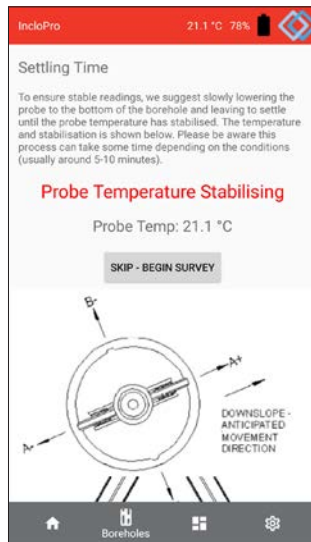 IncloPro
21.1 °C 78%
Settling Time
To ensure stable readings, we suggest slowly lowering the
probe to the bottom of the borehole and leaving to settle
until the probe temperature has stabilised. The temperature
and stabilisation is shown below. Please be aware this
process can take some time depending on the conditions
(usually around 5-10 minutes).
Probe Temperature Stabilising
Probe Temp: 21.1 °C
SKIP - BEGIN SURVEY
B-
A+
DOWNSLOPE -
ANTICIPATED
MOVEMENT
DIRECTION
A-
Boreholes